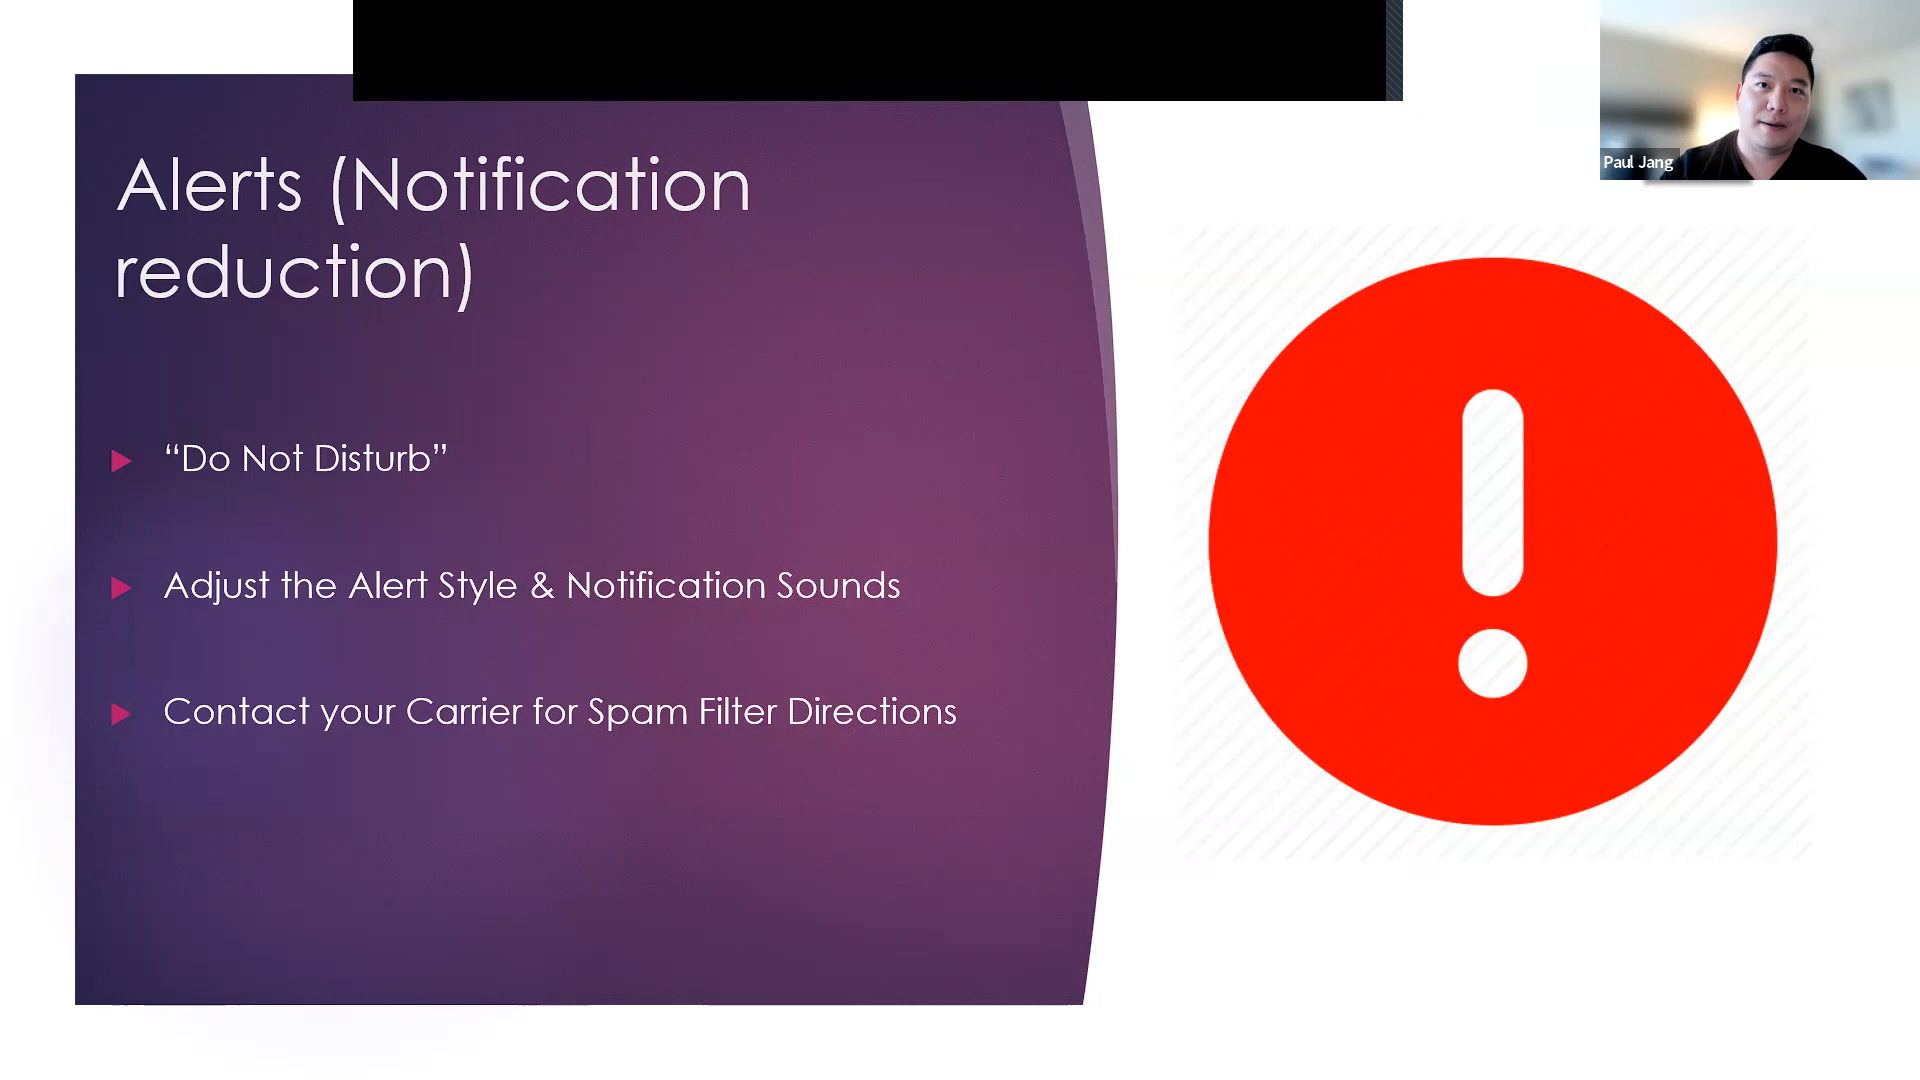 Alerts (Notification
reduction)
“Do Not Disturb”
Adjust the Alert Style & Notification Sounds
Contact your Carrier for Spam Filter Directions
Paul Jang